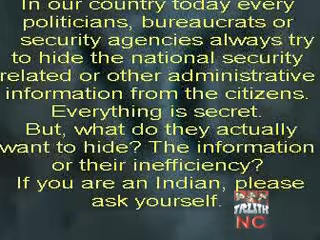 In our country today every
politicians, bureaucrats or
security agencies always try
to hide the national security
related or other administrative
information from the citizens.
Everything is secret.
But, what do they actually
want to hide? The information
or their inefficiency?
If you are an Indian, please
ask yourself.
TRUTH
NC